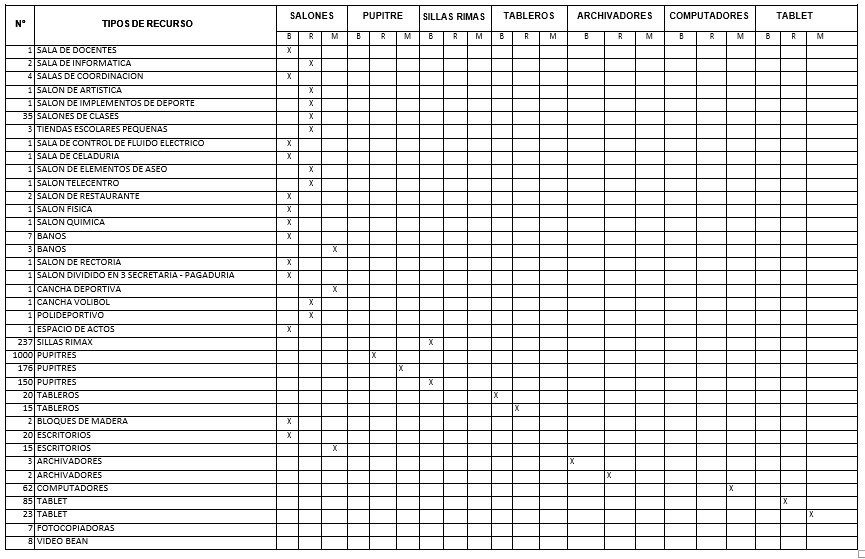 N° TIPOS DE RECURSO SALONES PUPITRE SILLAS RIMAS TABLEROS ARCHIVADORES COMPUTADORES TABLET
B R M B R M B R M B R M B R M B R M B R M
1 SALA DE DOCENTES X
2 SALA DE INFORMATICA X
4 SALAS DE COORDINACION X
1 SALON DE ARTISTICA X
1 SALON DE IMPLEMENTOS DE DEPORTE X
35 SALONES DE CLASES X
3 TIENDAS ESCOLARES PEQUENAS X
1 SALA DE CONTROL DE FLUIDO ELECTRICO X
1 SALA DE CELADURIA X
1 SALON DE ELEMENTOS DE ASEO X
1 SALON TELECENTRO X
2 SALON DE RESTAURANTE X
1 SALON FISICA X
1 SALON QUIMICA X
7 BANOS X
3 BANOS X
1 SALON DE RECTORIA X
1 SALON DIVIDIDO EN 3 SECRETARIA - PAGADURIA X
1 CANCHA DEPORTIVA X
1 CANCHA VOLIBOL X
1 POLIDEPORTIVO X
1 ESPACIO DE ACTOS X
237 SILLAS RIMAX X
1000 PUPITRES X
176 PUPITRES X
150 PUPITRES X
20 TABLEROS X
15 TABLEROS X
2 BLOQUES DE MADERA X
20 ESCRITORIOS X
15 ESCRITORIOS X
3 ARCHIVADORES X
2 ARCHIVADORES X
62 COMPUTADORES X
85 TABLET X
23 TABLET X
7 FOTOCOPIADORAS
8 VIDEO BEAN